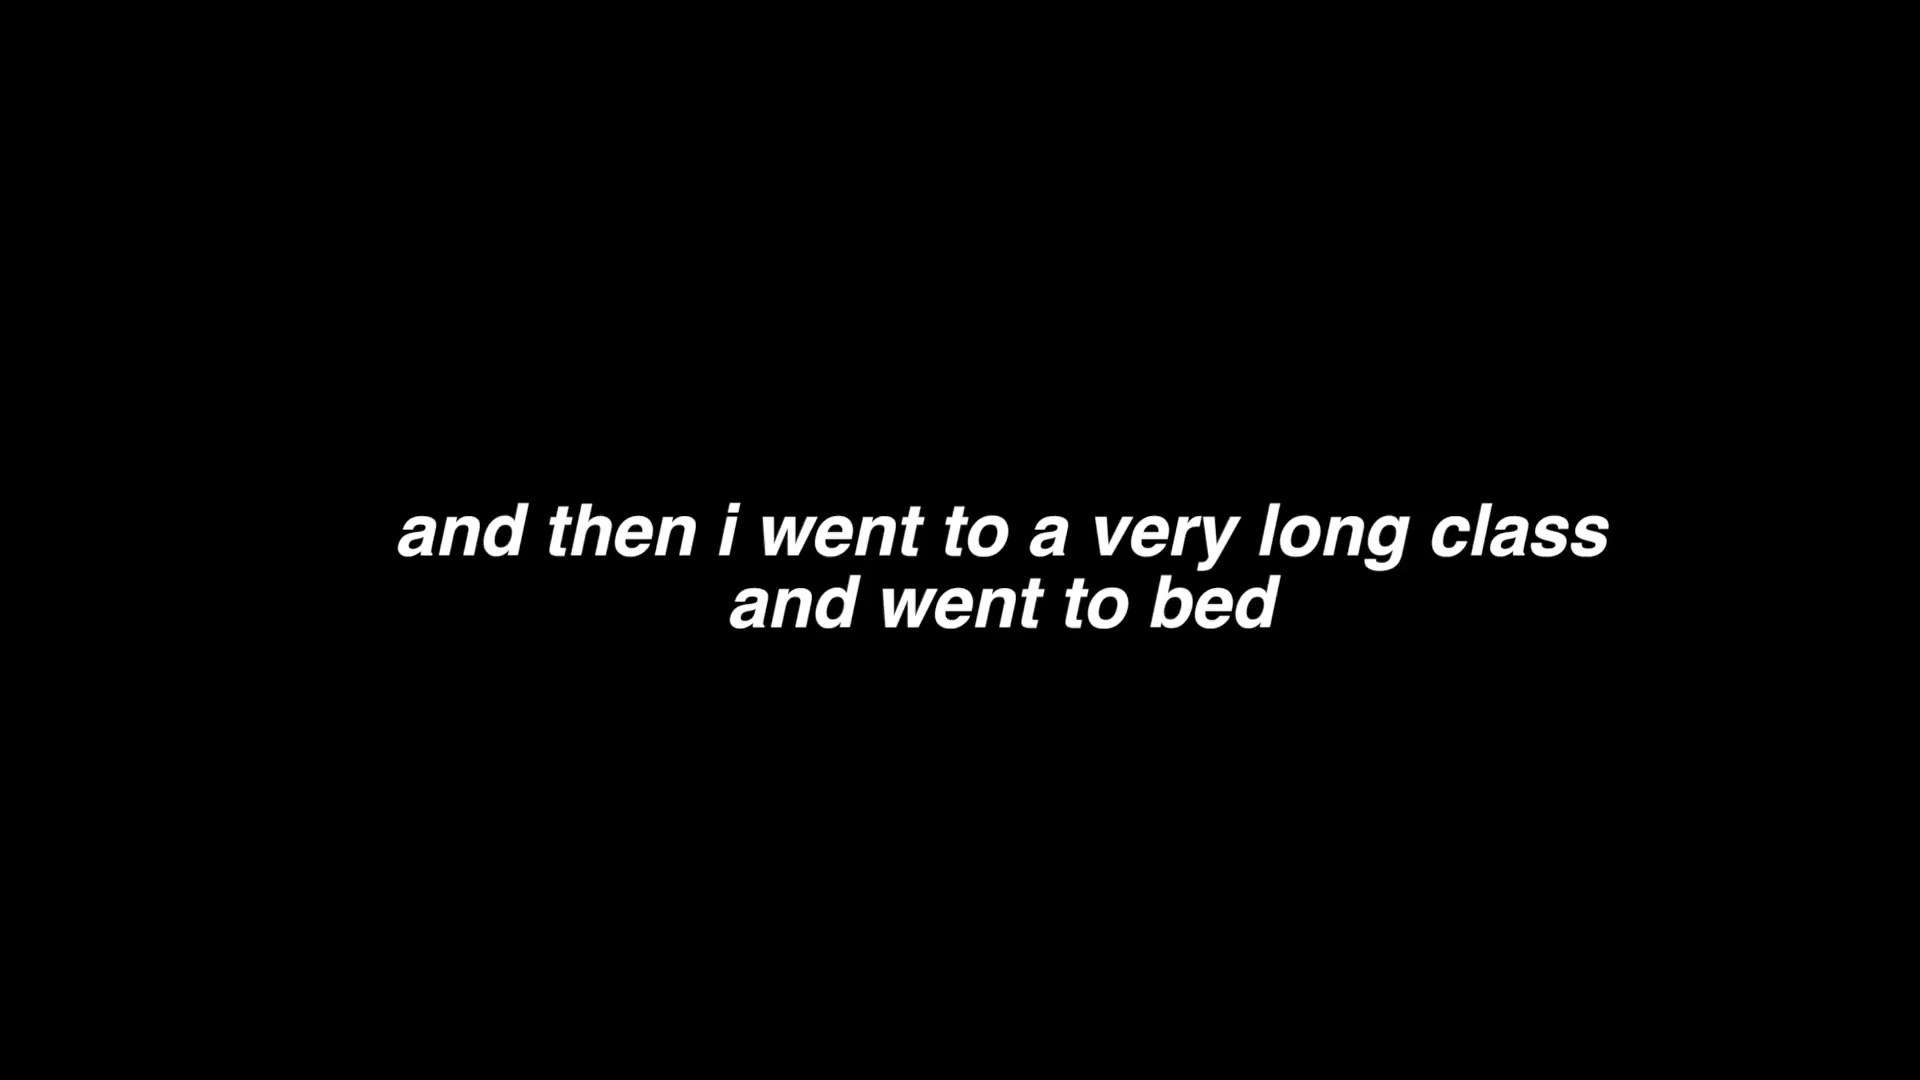 and then i went to a very long class
and went to bed